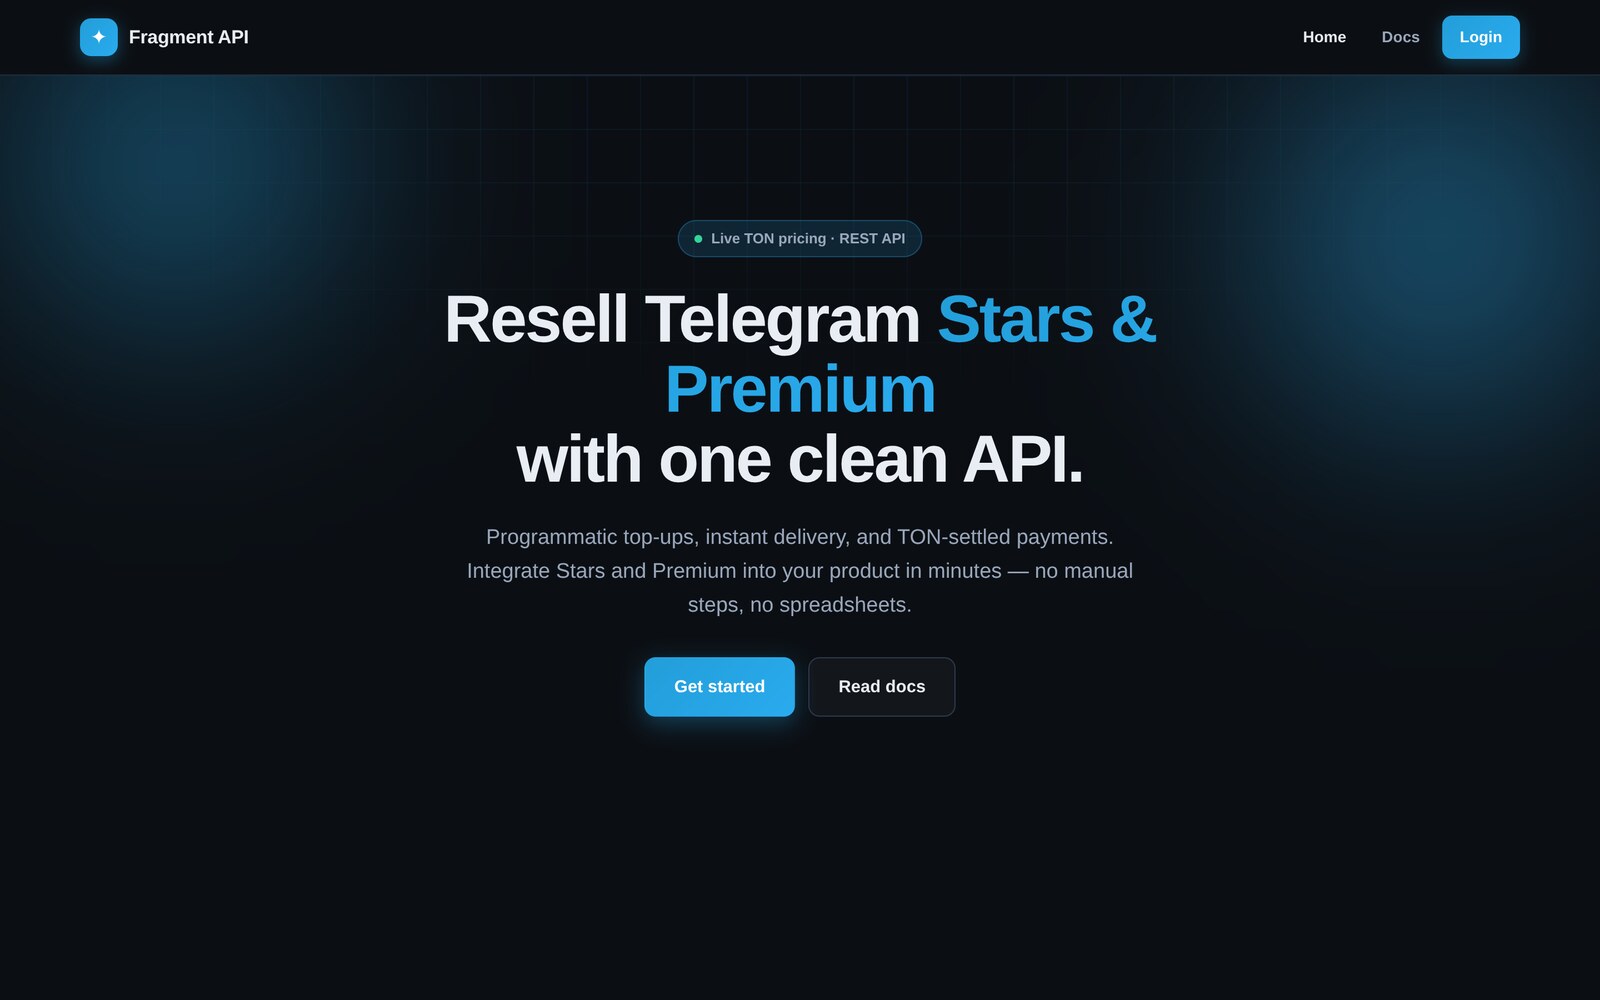 Fragment API
Home
Docs
Login
Live TON pricing · REST API
Resell Telegram Stars &
Premium
with one clean API.
Programmatic top-ups, instant delivery, and TON-settled payments.
Integrate Stars and Premium into your product in minutes — no manual
steps, no spreadsheets.
Get started
Read docs